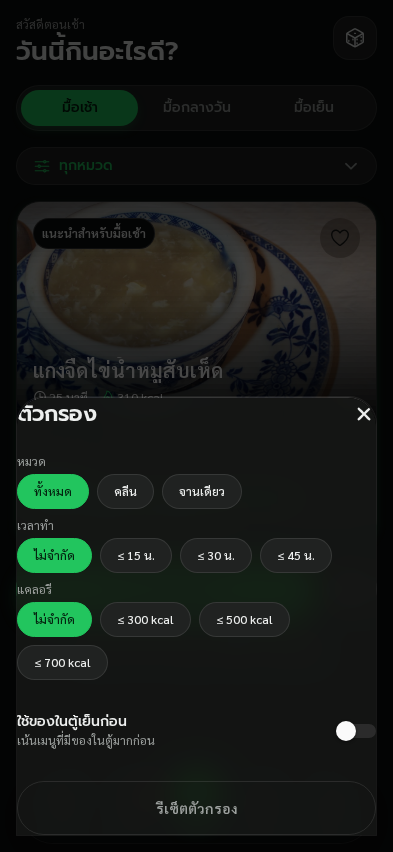 สวัสดีตอนเช้า
วันนี้กินอะไรดี?
มื้อเช้า
มื้อกลางวัน
มื้อเย็น
ทุกหมวด
แนะนำสำหรับมื้อเช้า
แกงจืดไข่น้ำหมูสับเห็ด
25 นาที 310 kcal
ตัวกรอง
หมวด
ทั้งหมด
คลีน
จานเดียว
เวลาทำ
ไม่จำกัด
≤ 15 น.
≤ 30 น.
≤ 45 น.
แคลอรี
ไม่จำกัด
≤ 300 kcal
≤ 500 kcal
≤ 700 kcal
ใช้ของในตู้เย็นก่อน
เน้นเมนูที่มีของในตู้มากก่อน
รีเซ็ตตัวกรอง